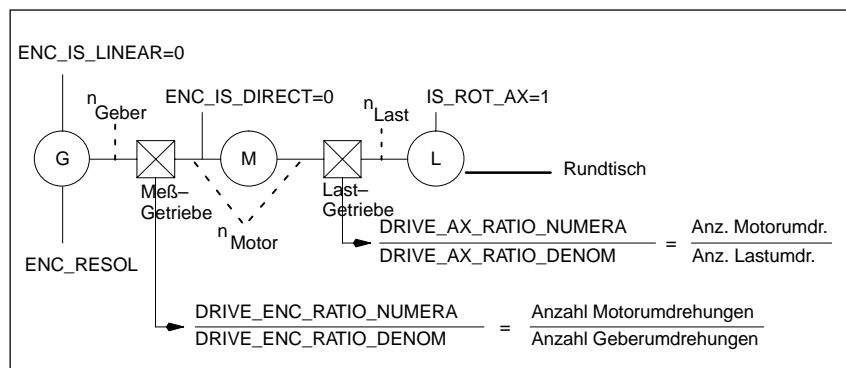 ENC_IS_LINEAR=0
n Geber
ENC_IS_DIRECT=0
n Last
IS_ROT_AX=1
G
M
L
Rundtisch
Meß–
Getriebe
Last–
Getriebe
n Motor
ENC_RESOL
DRIVE_AX_RATIO_NUMERA
DRIVE_AX_RATIO_DENOM
=
Anz. Motorumdr.
Anz. Lastumdr.
DRIVE_ENC_RATIO_NUMERA
DRIVE_ENC_RATIO_DENOM
=
Anzahl Motorumdrehungen
Anzahl Geberumdrehungen